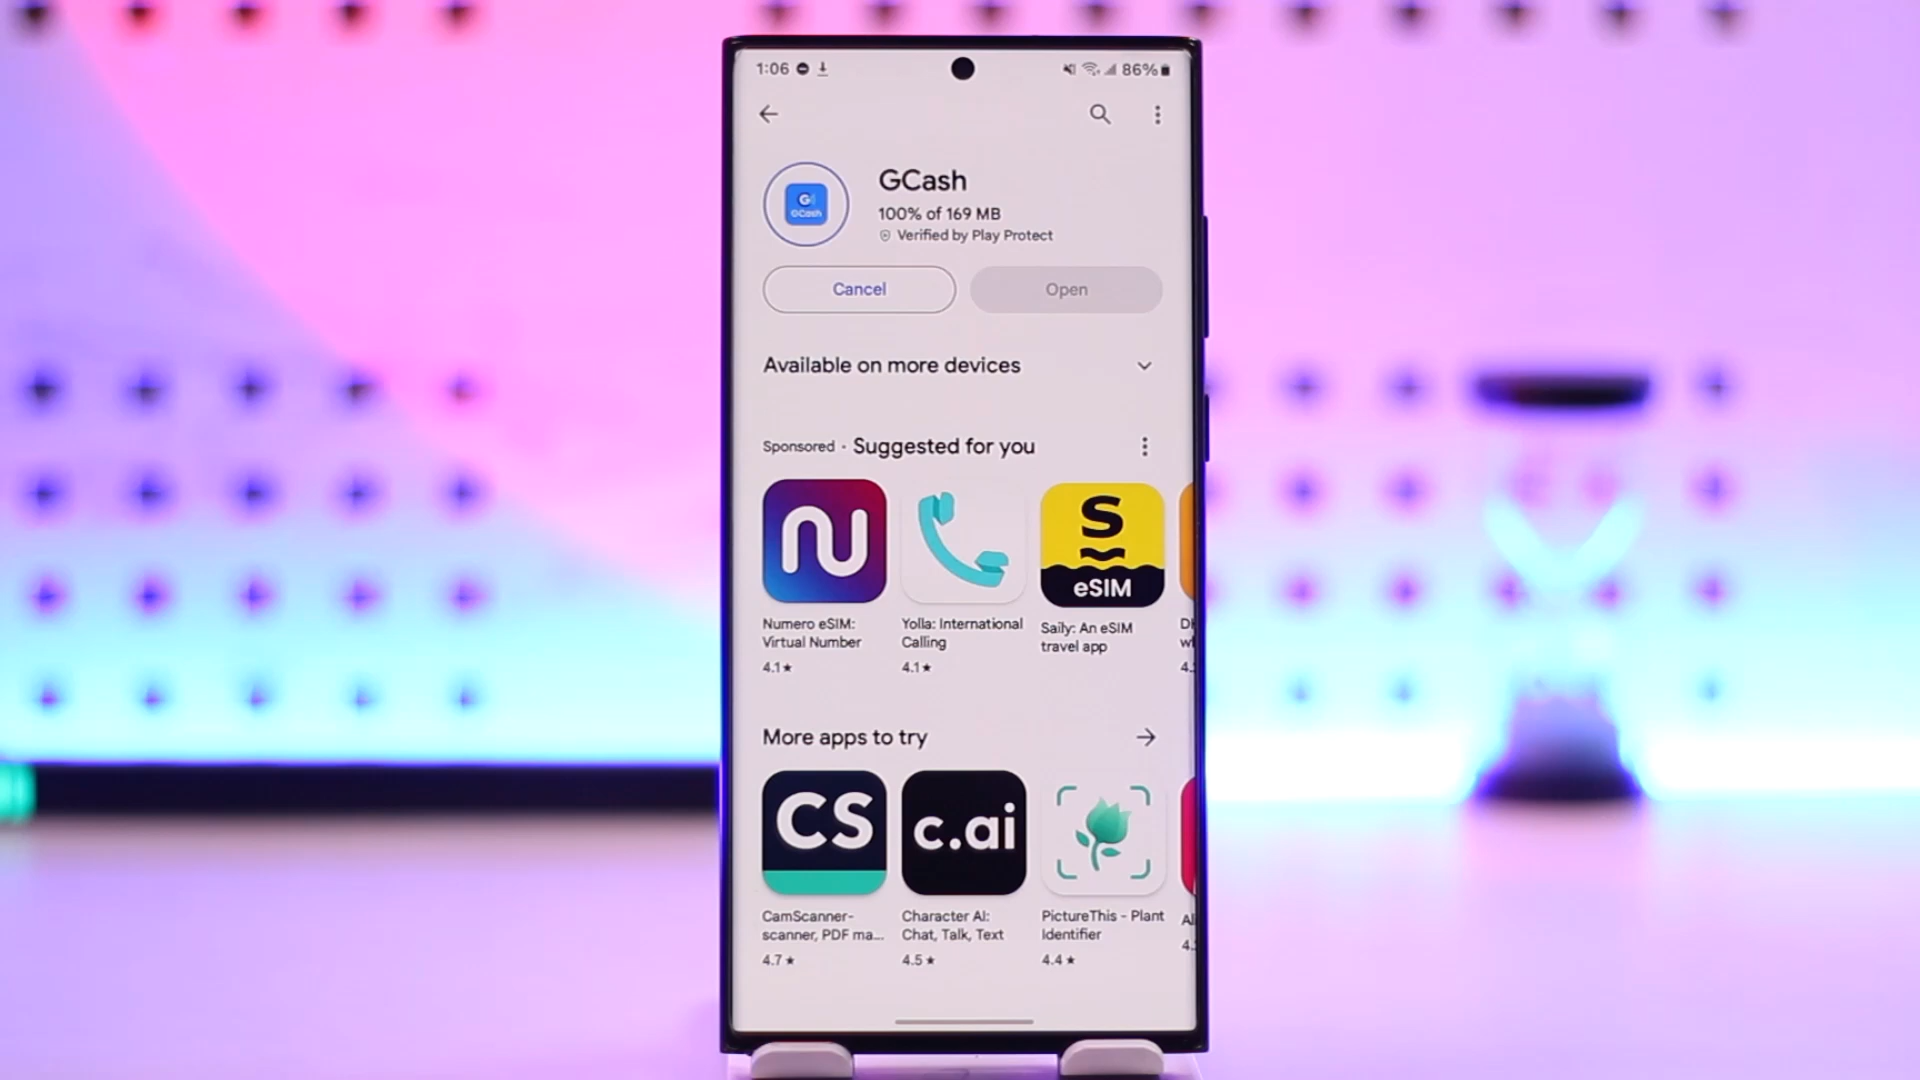 1:06
86%
GCash
G
GCash
100% of 169 MB
Verified by Play Protect
Cancel
Open
Available on more devices
Sponsored · Suggested for you
S
eSIM
Numero eSIM:
Virtual Number
4.1★
Yolla: International
Calling
4.1★
Saily: An eSIM
travel app
More apps to try
CS
c.ai
CamScanner-
scanner, PDF ma...
4.7★
Character AI:
Chat, Talk, Text
4.5★
PictureThis - Plant
Identifier
4.4★